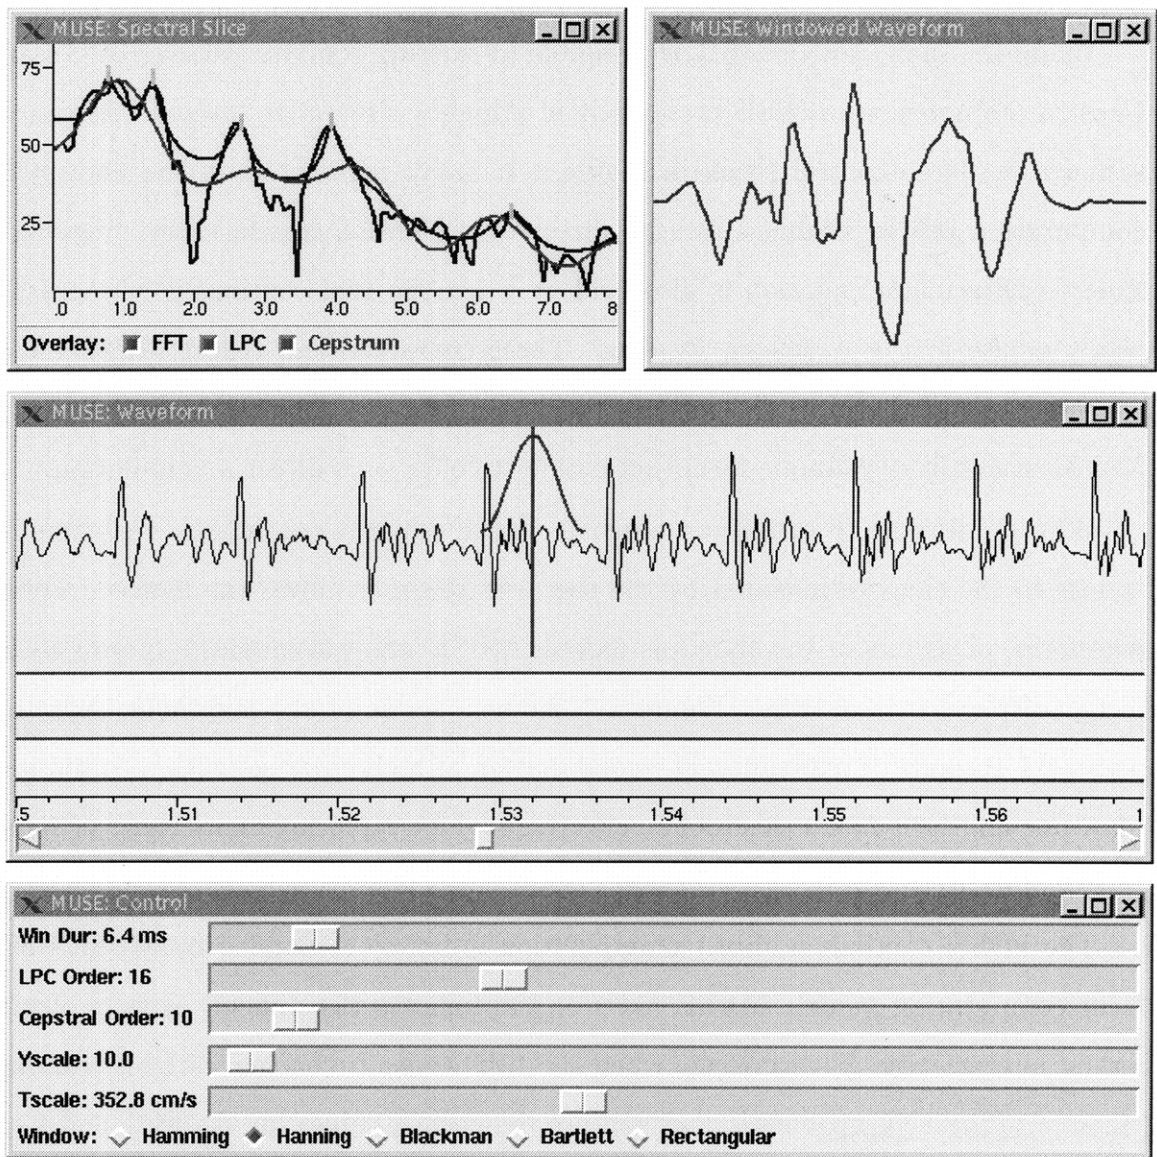 MUSE: Spectral Slice
75
50
25
.0 1.0 2.0 3.0 4.0 5.0 6.0 7.0 8
Overlay: FFT LPC Cepstrum
MUSE: Windowed Waveform
MUSE: Waveform
.5 1.51 1.52 1.53 1.54 1.55 1.56 1
MUSE: Control
Win Dur: 6.4 ms
LPC Order: 16
Cepstral Order: 10
Yscale: 10.0
Tscale: 352.8 cm/s
Window: Hamming Hanning Blackman Bartlett Rectangular